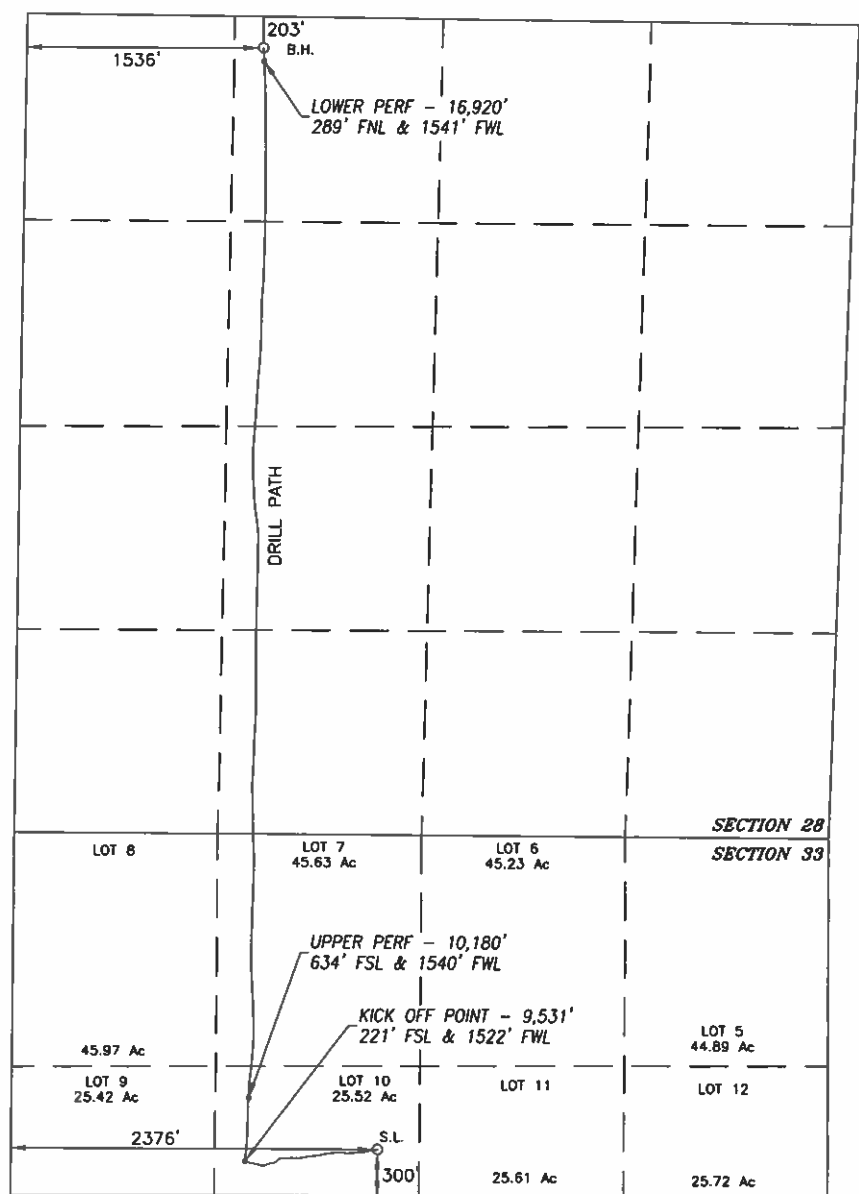 203'
B.H.
1536'
LOWER PERF - 16,920'
289' FNL & 1541' FWL
DRILL PATH
SECTION 28
SECTION 33
LOT 8
LOT 7
45.63 Ac
LOT 6
45.23 Ac
UPPER PERF - 10,180'
634' FSL & 1540' FWL
KICK OFF POINT - 9,531'
221' FSL & 1522' FWL
LOT 5
44.89 Ac
45.97 Ac
LOT 9
25.42 Ac
LOT 10
25.52 Ac
LOT 11
LOT 12
2376'
S.L.
300'
25.61 Ac
25.72 Ac